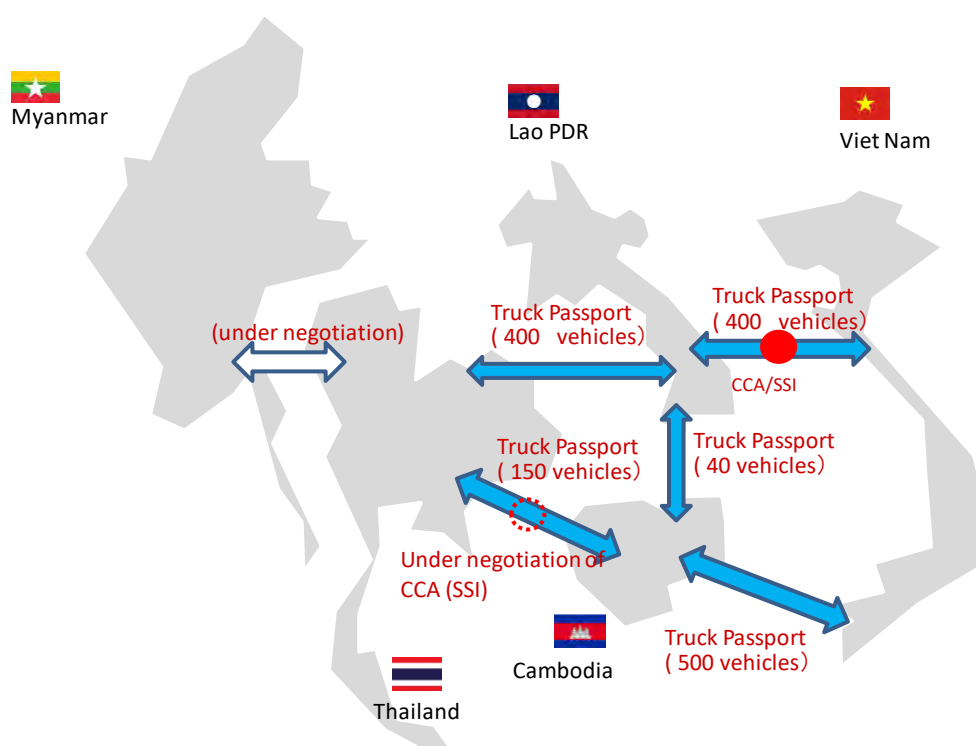 Myanmar
Lao PDR
Viet Nam
Truck Passport
( 400 vehicles)
Truck Passport
( 400 vehicles）
(under negotiation)
CCA/SSI
Truck Passport
( 150 vehicles）
Truck Passport
( 40 vehicles）
Under negotiation of
CCA (SSI)
Truck Passport
( 500 vehicles）
Cambodia
Thailand